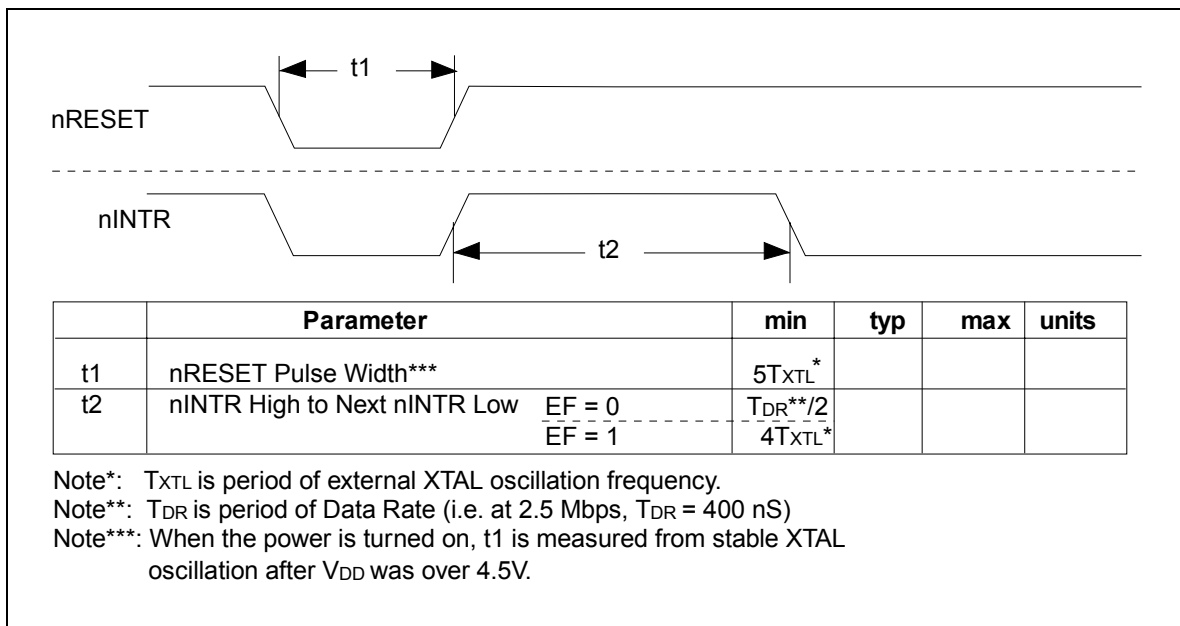 t1
nRESET
nINTR
t2
Parameter min typ max units
t1 nRESET Pulse Width*** 5TXTL*
t2 nINTR High to Next nINTR Low EF = 0 TDR**/2
EF = 1 4TXTL*
Note*: TXTL is period of external XTAL oscillation frequency.
Note**: TDR is period of Data Rate (i.e. at 2.5 Mbps, TDR = 400 nS)
Note***: When the power is turned on, t1 is measured from stable XTAL
oscillation after VDD was over 4.5V.